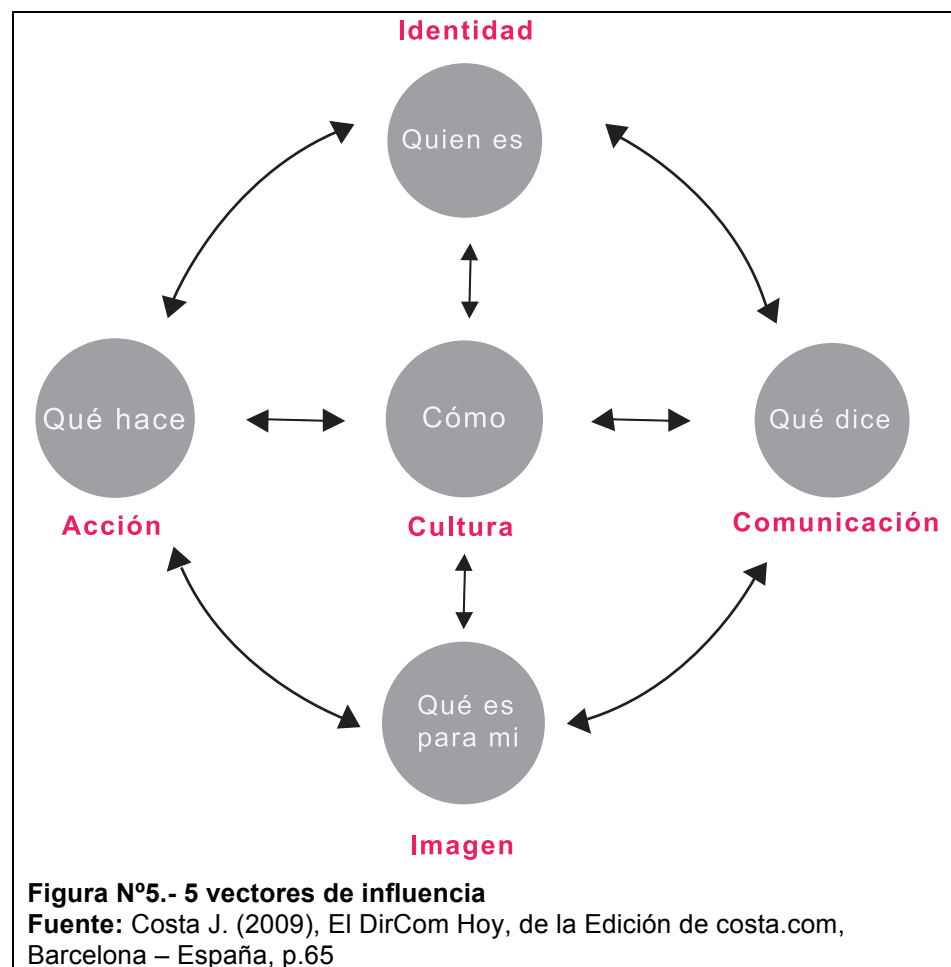 Identidad
Quien es
Qué hace
Cómo
Qué dice
Acción
Cultura
Comunicación
Qué es
para mi
Imagen
Figura Nº5.- 5 vectores de influencia
Fuente: Costa J. (2009), El DirCom Hoy, de la Edición de costa.com,
Barcelona – España, p.65